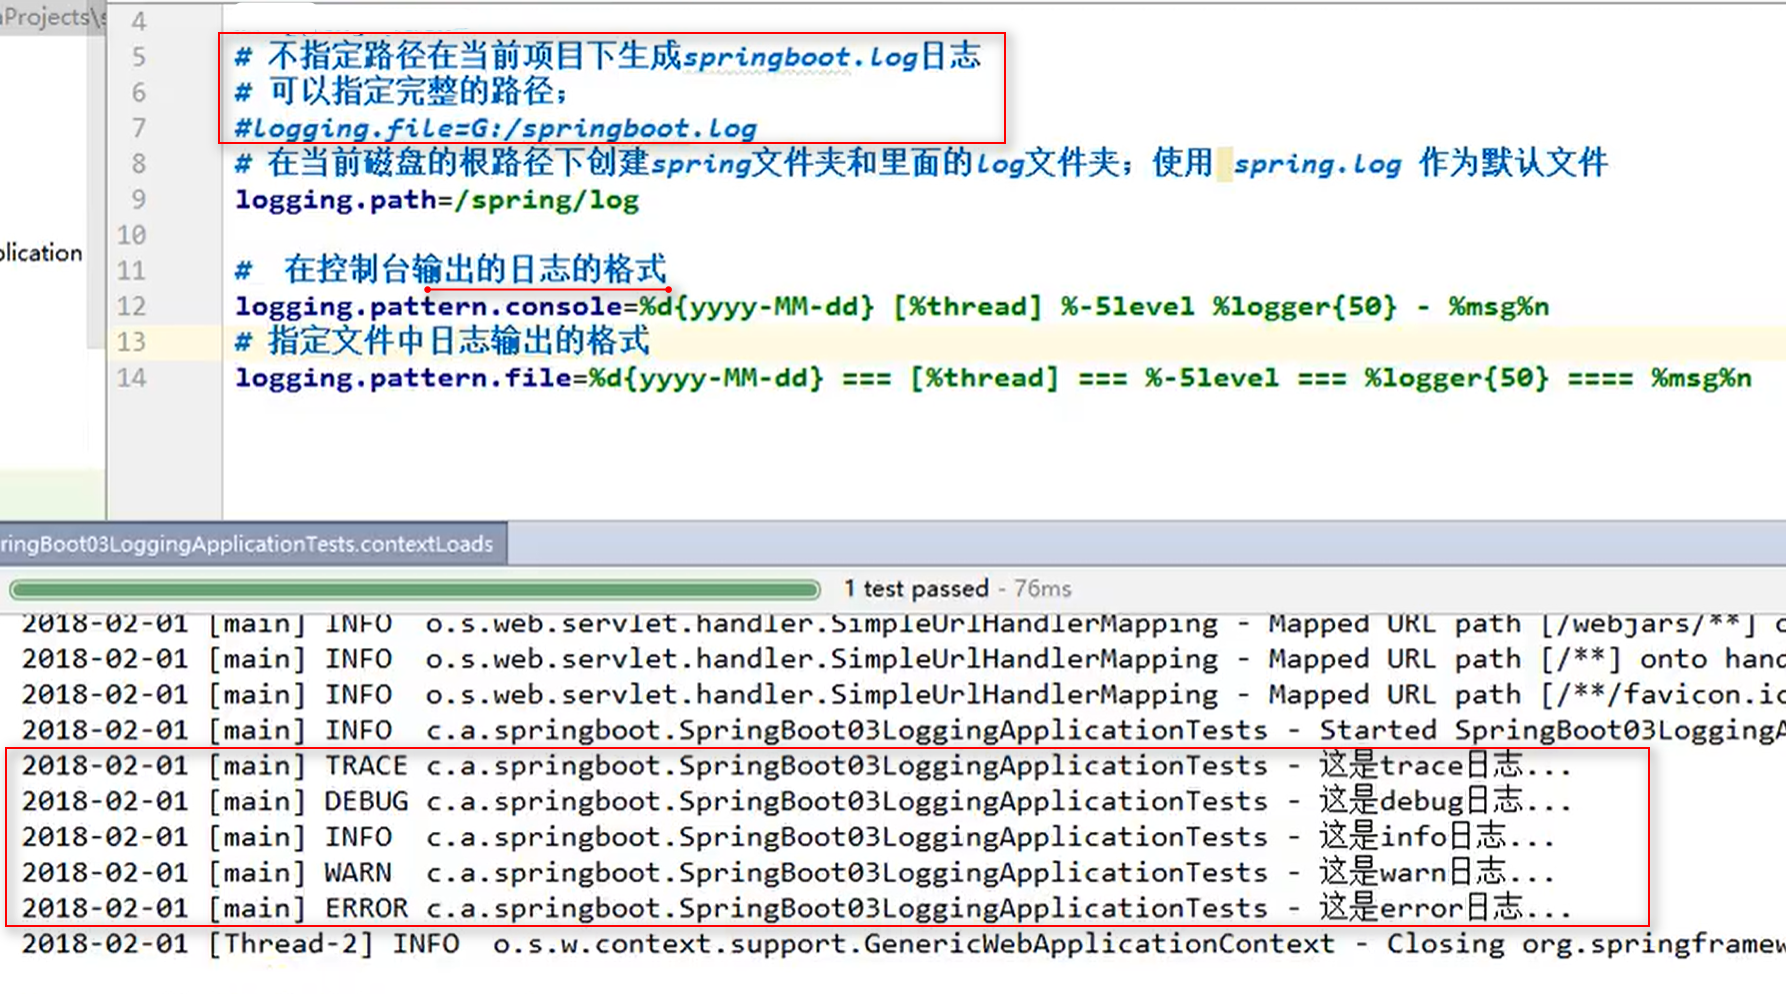 aProjects\s
4
5 # 不指定路径在当前项目下生成springboot.log日志
6 # 可以指定完整的路径;
7 #logging.file=G:/springboot.log
8 # 在当前磁盘的根路径下创建spring文件夹和里面的log文件夹; 使用 spring.log 作为默认文件
9 logging.path=/spring/log
10
plication
11 # 在控制台输出的日志的格式
12 logging.pattern.console=%d{yyyy-MM-dd} [%thread] %-5level %logger{50} - %msg%n
13 # 指定文件中日志输出的格式
14 logging.pattern.file=%d{yyyy-MM-dd} === [%thread] === %-5level === %logger{50} ==== %msg%n
ringBoot03LoggingApplicationTests.contextLoads
1 test passed - 76ms
2018-02-01 [main] INFO o.s.web.servlet.handler.SimpleUrlHandlerMapping - Mapped URL path [/webjars/**] o
2018-02-01 [main] INFO o.s.web.servlet.handler.SimpleUrlHandlerMapping - Mapped URL path [/**] onto hand
2018-02-01 [main] INFO o.s.web.servlet.handler.SimpleUrlHandlerMapping - Mapped URL path [/**/favicon.ic
2018-02-01 [main] INFO c.a.springboot.SpringBoot03LoggingApplicationTests - Started SpringBoot03LoggingA
2018-02-01 [main] TRACE c.a.springboot.SpringBoot03LoggingApplicationTests - 这是trace日志...
2018-02-01 [main] DEBUG c.a.springboot.SpringBoot03LoggingApplicationTests - 这是debug日志...
2018-02-01 [main] INFO c.a.springboot.SpringBoot03LoggingApplicationTests - 这是info日志...
2018-02-01 [main] WARN c.a.springboot.SpringBoot03LoggingApplicationTests - 这是warn日志...
2018-02-01 [main] ERROR c.a.springboot.SpringBoot03LoggingApplicationTests - 这是error日志...
2018-02-01 [Thread-2] INFO o.s.w.context.support.GenericWebApplicationContext - Closing org.springframew